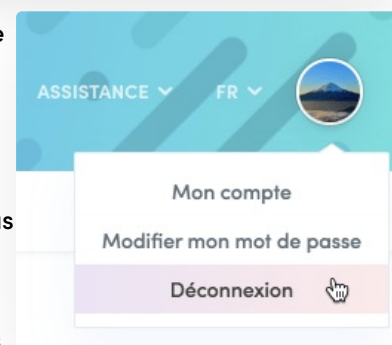 ASSISTANCE FR
Mon compte
Modifier mon mot de passe
Déconnexion